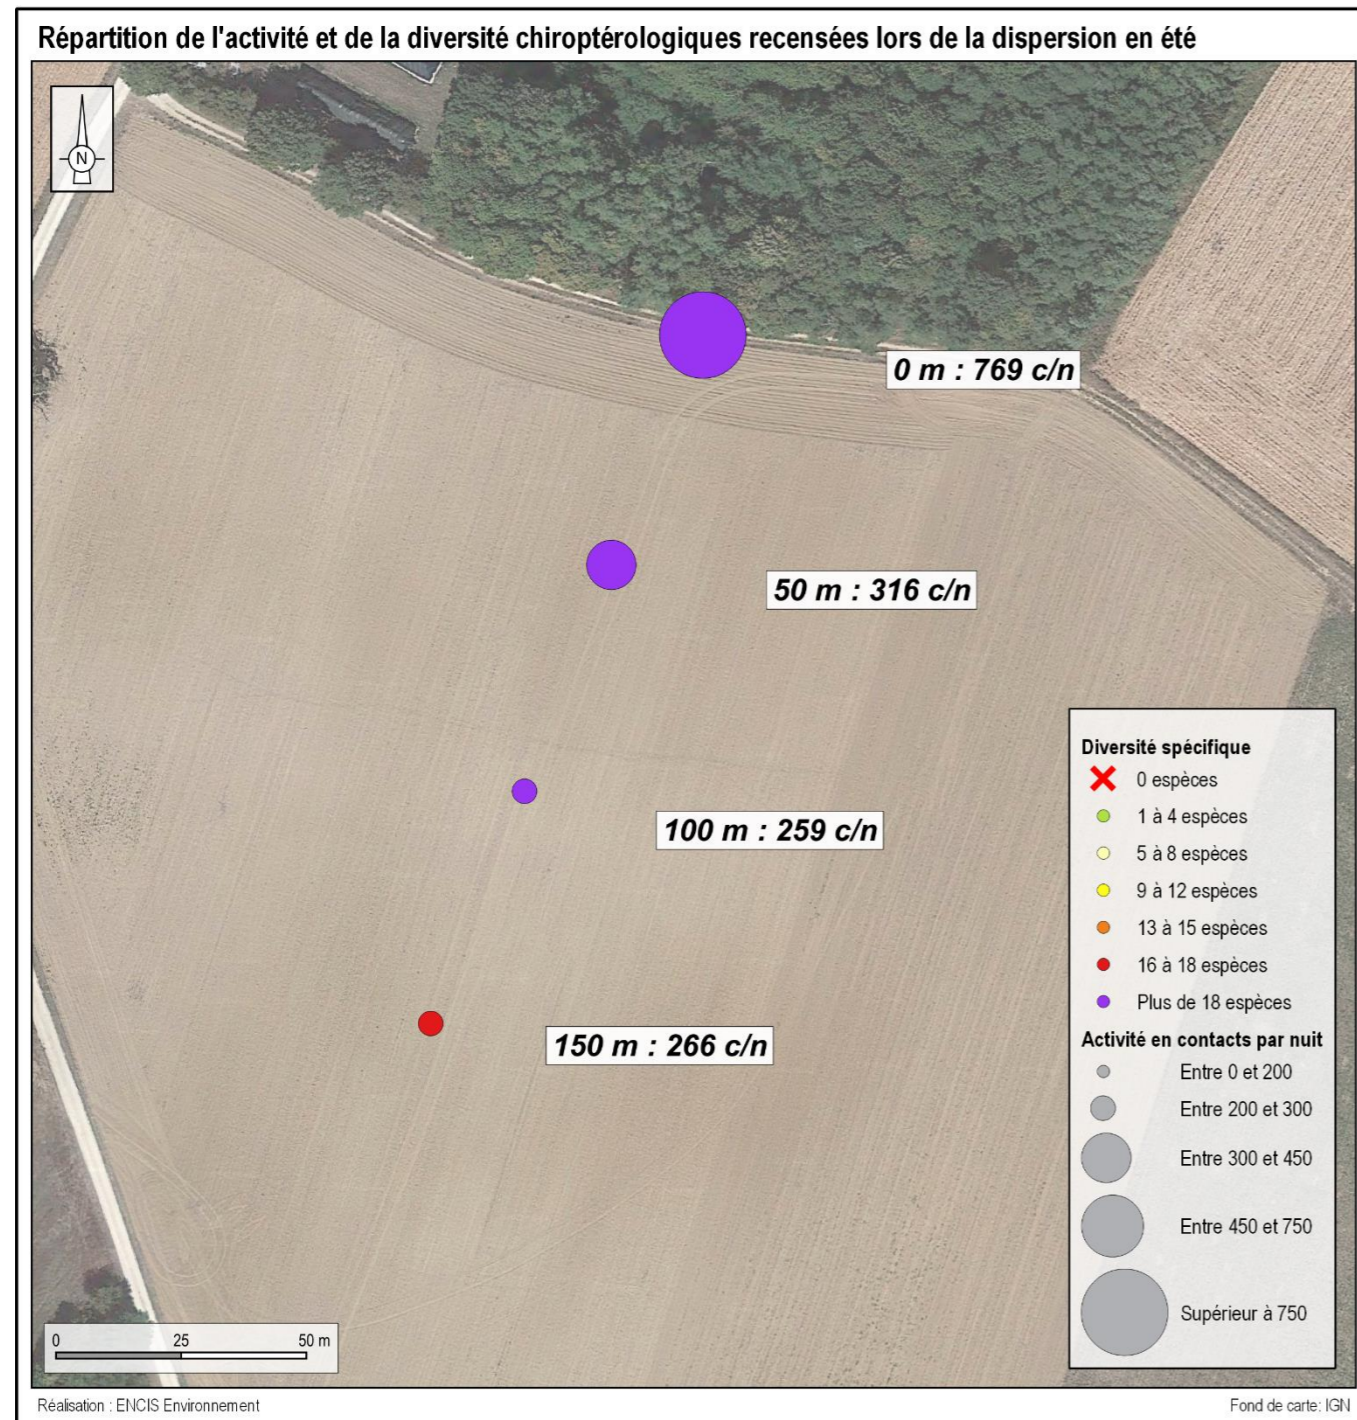 Répartition de l'activité et de la diversité chiroptérologiques recensées lors de la dispersion en été
N
0 m : 769 c/n
50 m : 316 c/n
100 m : 259 c/n
150 m : 266 c/n
Diversité spécifique
0 espèces
1 à 4 espèces
5 à 8 espèces
9 à 12 espèces
13 à 15 espèces
16 à 18 espèces
Plus de 18 espèces
Activité en contacts par nuit
Entre 0 et 200
Entre 200 et 300
Entre 300 et 450
Entre 450 et 750
Supérieur à 750
0 25 50 m
Réalisation : ENCIS Environnement
Fond de carte: IGN